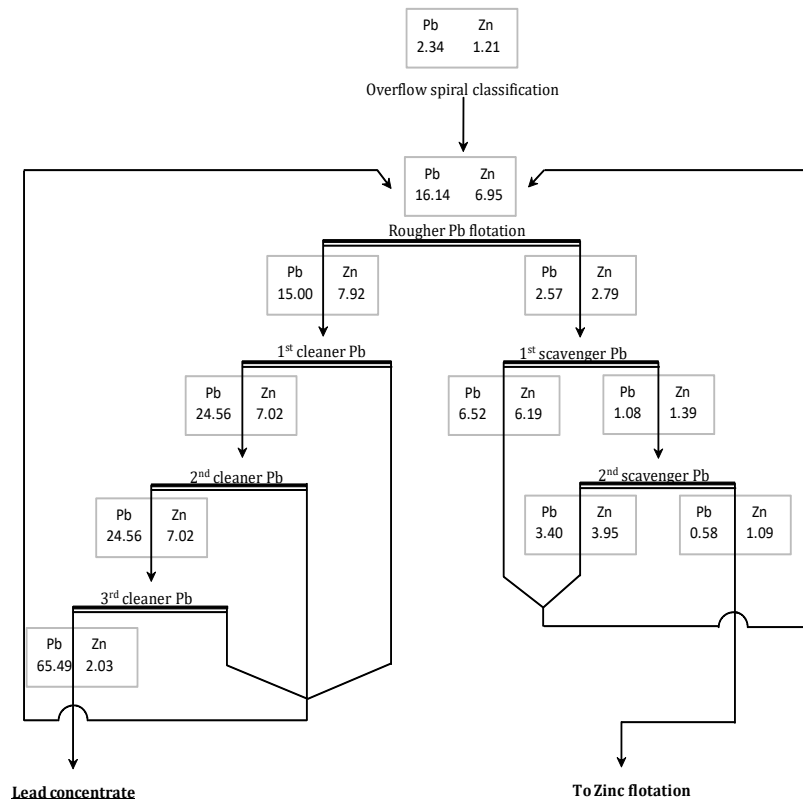 Pb Zn
2.34 1.21
Overflow spiral classification
Pb Zn
16.14 6.95
Rougher Pb flotation
Pb Zn
15.00 7.92
Pb Zn
2.57 2.79
1st cleaner Pb
1st scavenger Pb
Pb Zn
24.56 7.02
Pb Zn
6.52 6.19
Pb Zn
1.08 1.39
2nd cleaner Pb
2nd scavenger Pb
Pb Zn
24.56 7.02
Pb Zn
3.40 3.95
Pb Zn
0.58 1.09
3rd cleaner Pb
Pb Zn
65.49 2.03
Lead concentrate
To Zinc flotation